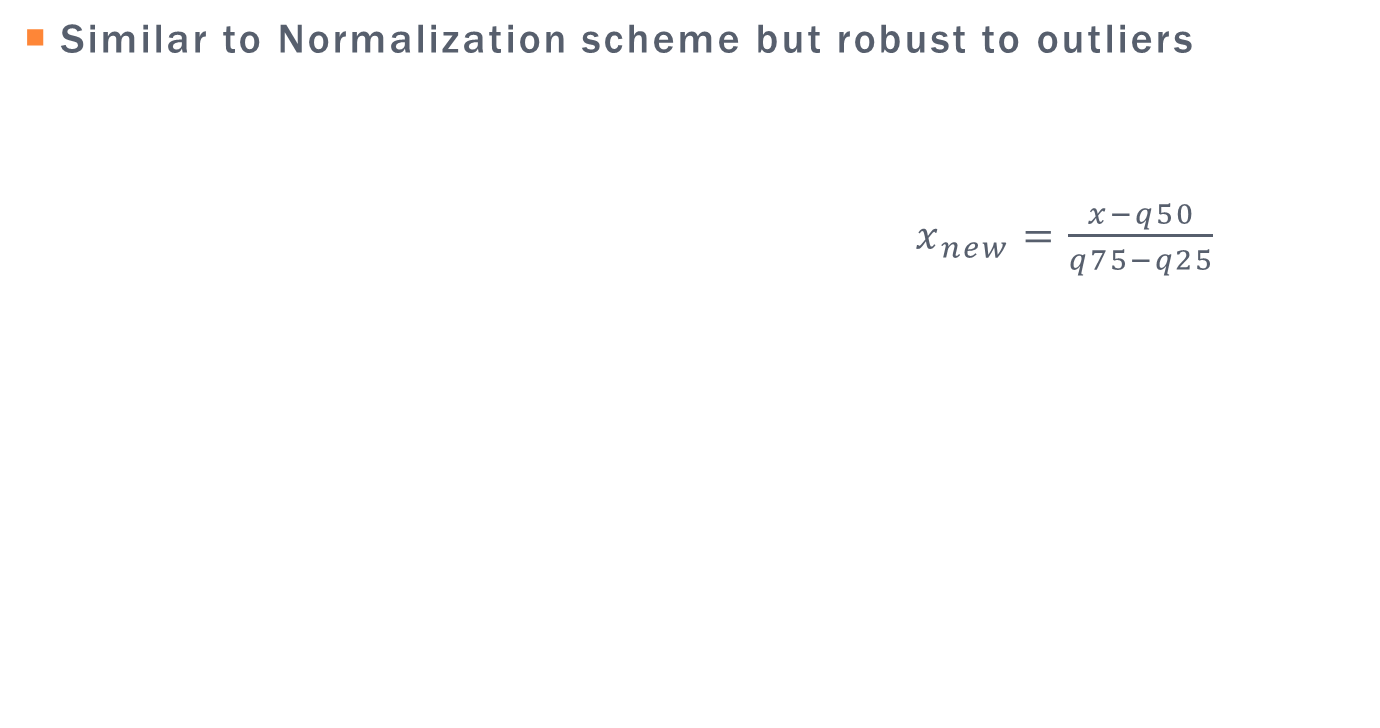 ▪ Similar to Normalization scheme but robust to outliers
x_new = (x−q50)/(q75−q25)